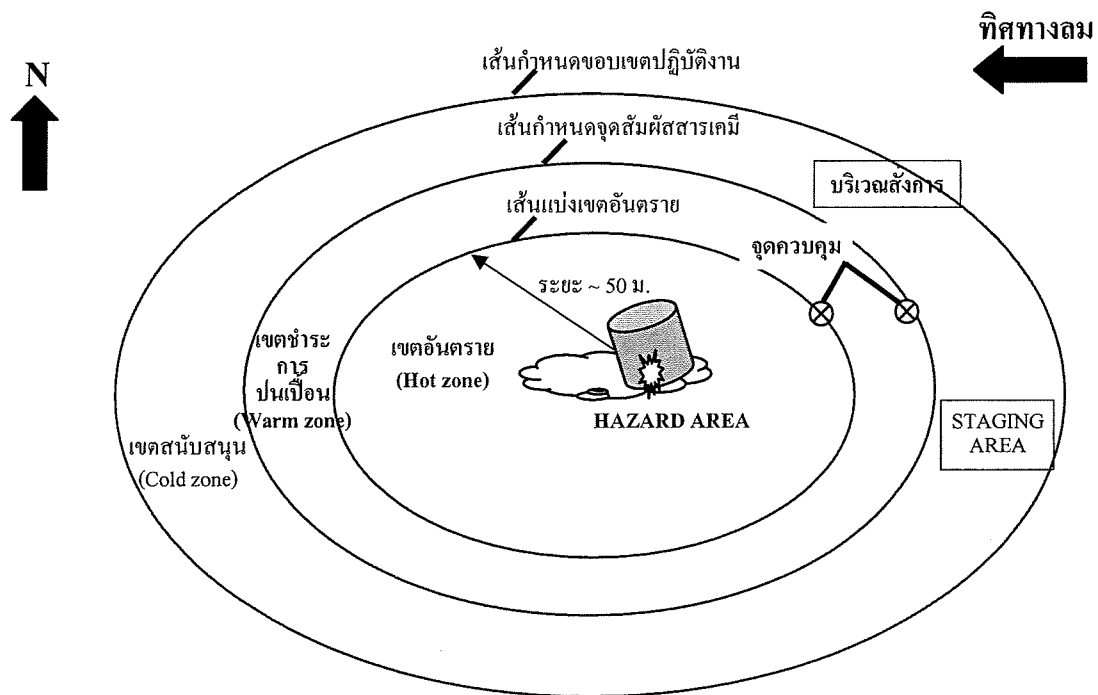 ทิศทางลม
N
เส้นกำหนดขอบเขตปฏิบัติงาน
เส้นกำหนดจุดสัมผัสสารเคมี
บริเวณสั่งการ
เส้นแบ่งเขตอันตราย
จุดควบคุม
ระยะ ~ 50 ม.
เขตชำระ
การ
ปนเปื้อน
(Warm zone)
เขตอันตราย
(Hot zone)
HAZARD AREA
STAGING
AREA
เขตสนับสนุน
(Cold zone)